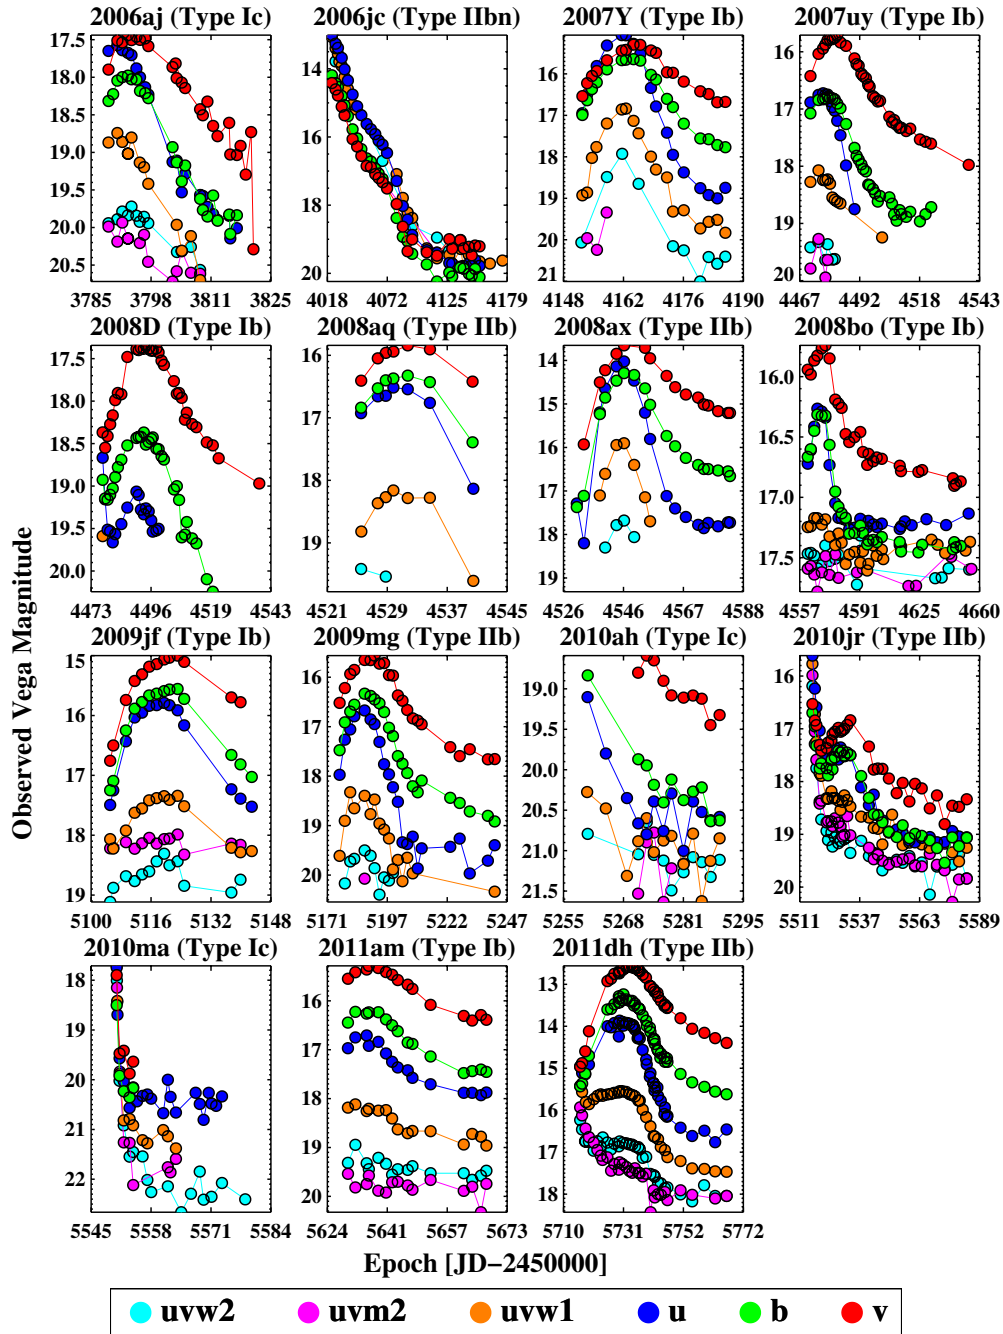 2006aj (Type Ic)
2006jc (Type IIbn)
2007Y (Type Ib)
2007uy (Type Ib)
17.5
18.0
18.5
19.0
19.5
20.0
20.5
3785 3798 3811 3825
14
16
18
20
4018 4072 4125 4179
16
17
18
19
20
21
4148 4162 4176 4190
16
17
18
19
20
4467 4492 4518 4543
2008D (Type Ib)
2008aq (Type IIb)
2008ax (Type IIb)
2008bo (Type Ib)
17.5
18.0
18.5
19.0
19.5
20.0
4473 4496 4519 4543
16
17
18
19
4521 4529 4537 4545
14
15
16
17
18
19
4526 4546 4567 4588
16.0
16.5
17.0
17.5
4557 4591 4625 4660
2009jf (Type Ib)
2009mg (Type IIb)
2010ah (Type Ic)
2010jr (Type IIb)
15
16
17
18
19
5100 5116 5132 5148
16
17
18
19
20
5171 5197 5222 5247
19.0
19.5
20.0
20.5
21.0
21.5
5255 5268 5281 5295
16
17
18
19
20
5511 5537 5563 5589
2010ma (Type Ic)
2011am (Type Ib)
2011dh (Type IIb)
18
19
20
21
22
5545 5558 5571 5584
16
17
18
19
20
5624 5641 5657 5673
13
14
15
16
17
18
5710 5731 5752 5772
Observed Vega Magnitude
Epoch [JD−2450000]
uvw2 uvm2 uvw1 u b v